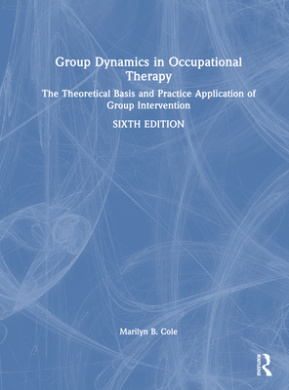 Group Dynamics in Occupational
Therapy
The Theoretical Basis and Practice Application of
Group Intervention
SIXTH EDITION
Marilyn B. Cole
R